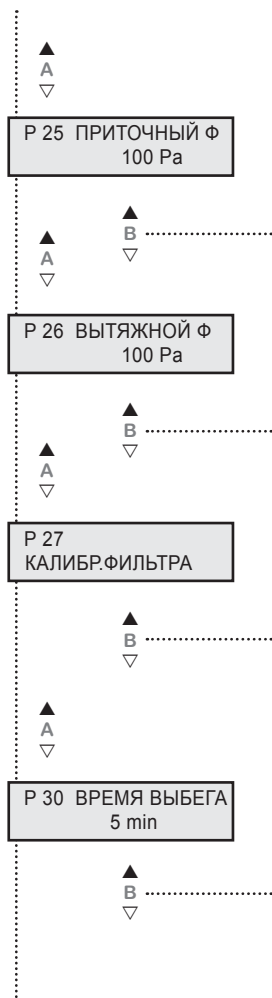 A
P 25 ПРИТОЧНЫЙ Ф
100 Pa
B
A
P 26 ВЫТЯЖНОЙ Ф
100 Pa
B
A
P 27
КАЛИБР.ФИЛЬТРА
B
A
P 30 ВРЕМЯ ВЫБЕГА
5 min
B